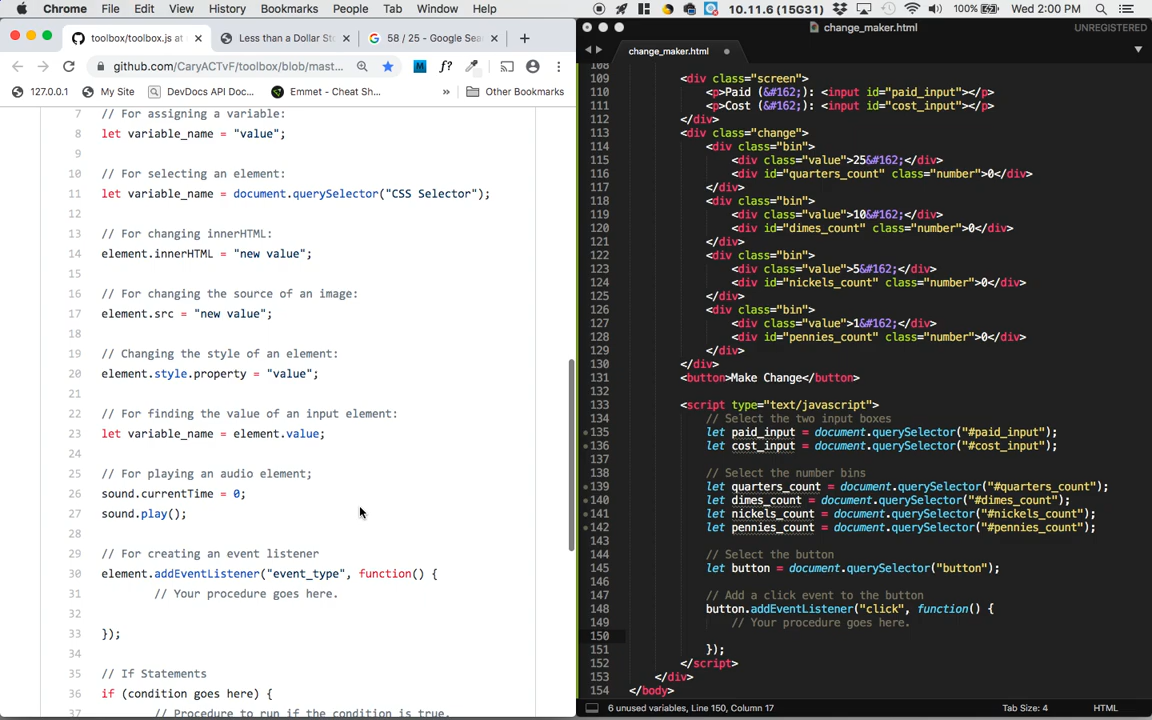 Chrome File Edit View History Bookmarks People Tab Window Help 10.11.6 (15G31) 100% Wed 2:00 PM
toolbox/toolbox.js at × Less than a Dollar St × 58 / 25 - Google Sea × +
github.com/CaryACTvF/toolbox/blob/mast... M f?
127.0.0.1 My Site DevDocs API Doc... Emmet - Cheat Sh... » Other Bookmarks
7 // For assigning a variable:
8 let variable_name = "value";
9
10 // For selecting an element:
11 let variable_name = document.querySelector("CSS Selector");
12
13 // For changing innerHTML:
14 element.innerHTML = "new value";
15
16 // For changing the source of an image:
17 element.src = "new value";
18
19 // Changing the style of an element:
20 element.style.property = "value";
21
22 // For finding the value of an input element:
23 let variable_name = element.value;
24
25 // For playing an audio element;
26 sound.currentTime = 0;
27 sound.play();
28
29 // For creating an event listener
30 element.addEventListener("event_type", function() {
31 // Your procedure goes here.
32
33 });
34
35 // If Statements
36 if (condition goes here) {
37 // Procedure to run if the condition is true.
change_maker.html UNREGISTERED
change_maker.html
108
109 <div class="screen">
110 <p>Paid (&#162;): <input id="paid_input"></p>
111 <p>Cost (&#162;): <input id="cost_input"></p>
112 </div>
113 <div class="change">
114 <div class="bin">
115 <div class="value">25&#162;</div>
116 <div id="quarters_count" class="number">0</div>
117 </div>
118 <div class="bin">
119 <div class="value">10&#162;</div>
120 <div id="dimes_count" class="number">0</div>
121 </div>
122 <div class="bin">
123 <div class="value">5&#162;</div>
124 <div id="nickels_count" class="number">0</div>
125 </div>
126 <div class="bin">
127 <div class="value">1&#162;</div>
128 <div id="pennies_count" class="number">0</div>
129 </div>
130 </div>
131 <button>Make Change</button>
132
133 <script type="text/javascript">
134 // Select the two input boxes
135 let paid_input = document.querySelector("#paid_input");
136 let cost_input = document.querySelector("#cost_input");
137
138 // Select the number bins
139 let quarters_count = document.querySelector("#quarters_count");
140 let dimes_count = document.querySelector("#dimes_count");
141 let nickels_count = document.querySelector("#nickels_count");
142 let pennies_count = document.querySelector("#pennies_count");
143
144 // Select the button
145 let button = document.querySelector("button");
146
147 // Add a click event to the button
148 button.addEventListener("click", function() {
149 // Your procedure goes here.
150
151 });
152 </script>
153 </div>
154 </body>
6 unused variables, Line 150, Column 17 Tab Size: 4 HTML